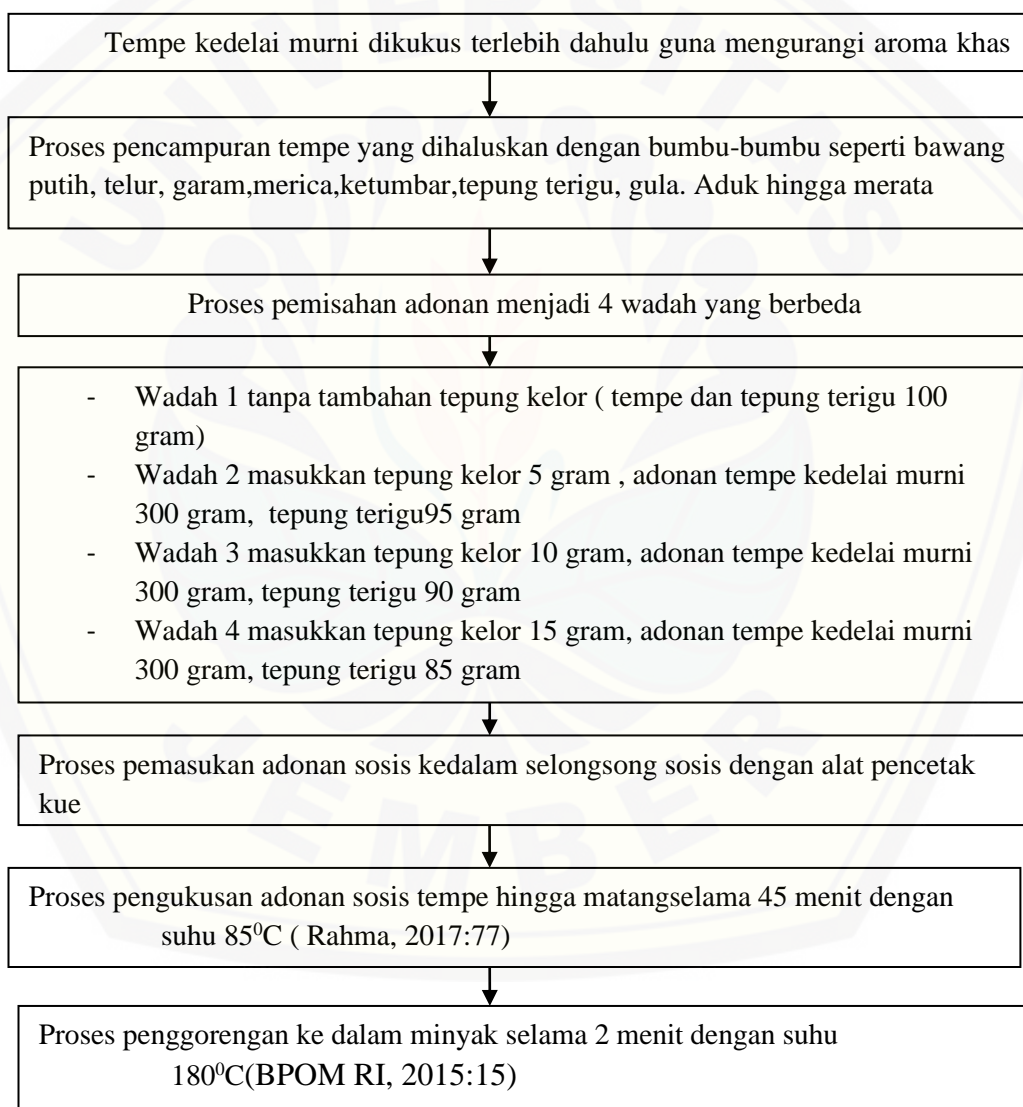 Tempe kedelai murni dikukus terlebih dahulu guna mengurangi aroma khas
Proses pencampuran tempe yang dihaluskan dengan bumbu-bumbu seperti bawang
putih, telur, garam,merica,ketumbar,tepung terigu, gula. Aduk hingga merata
Proses pemisahan adonan menjadi 4 wadah yang berbeda
- Wadah 1 tanpa tambahan tepung kelor ( tempe dan tepung terigu 100
gram)
- Wadah 2 masukkan tepung kelor 5 gram , adonan tempe kedelai murni
300 gram, tepung terigu95 gram
- Wadah 3 masukkan tepung kelor 10 gram, adonan tempe kedelai murni
300 gram, tepung terigu 90 gram
- Wadah 4 masukkan tepung kelor 15 gram, adonan tempe kedelai murni
300 gram, tepung terigu 85 gram
Proses pemasukan adonan sosis kedalam selongsong sosis dengan alat pencetak
kue
Proses pengukusan adonan sosis tempe hingga matangselama 45 menit dengan
suhu 85⁰C ( Rahma, 2017:77)
Proses penggorengan ke dalam minyak selama 2 menit dengan suhu
180⁰C(BPOM RI, 2015:15)
UNIVERSITAS
JEMBER